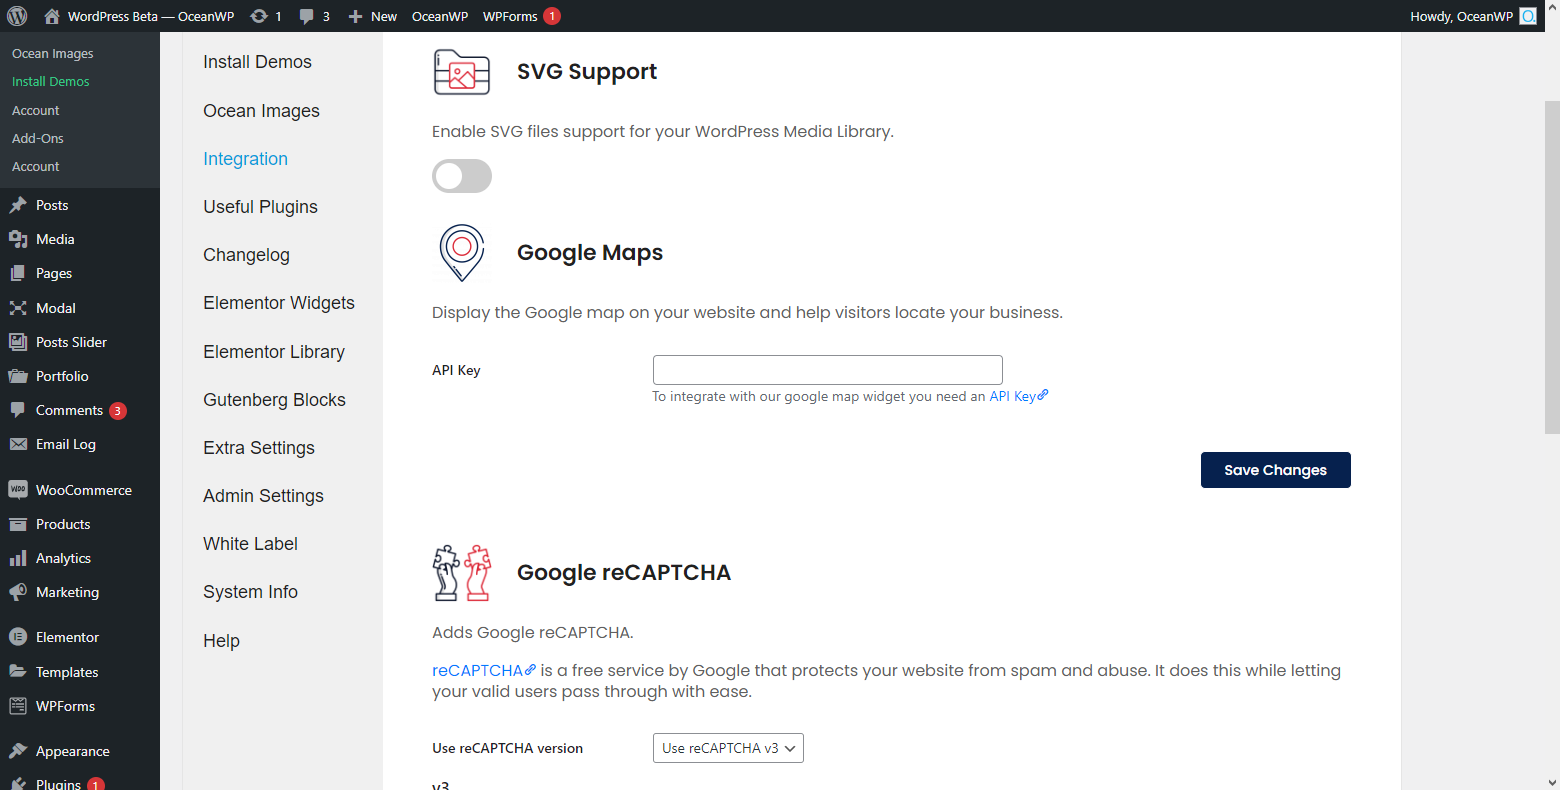 WordPress Beta — OceanWP
1
3
New
OceanWP
WPForms
1
Howdy, OceanWP
Ocean Images
Install Demos
Account
Add-Ons
Account
Posts
Media
Pages
Modal
Posts Slider
Portfolio
Comments 3
Email Log
WooCommerce
Products
Analytics
Marketing
Elementor
Templates
WPForms
Appearance
Plugins 1
Install Demos
Ocean Images
Integration
Useful Plugins
Changelog
Elementor Widgets
Elementor Library
Gutenberg Blocks
Extra Settings
Admin Settings
White Label
System Info
Help
SVG Support
Enable SVG files support for your WordPress Media Library.
Google Maps
Display the Google map on your website and help visitors locate your business.
API Key
To integrate with our google map widget you need an API Key
Save Changes
Google reCAPTCHA
Adds Google reCAPTCHA.
reCAPTCHA is a free service by Google that protects your website from spam and abuse. It does this while letting
your valid users pass through with ease.
Use reCAPTCHA version
Use reCAPTCHA v3
v3